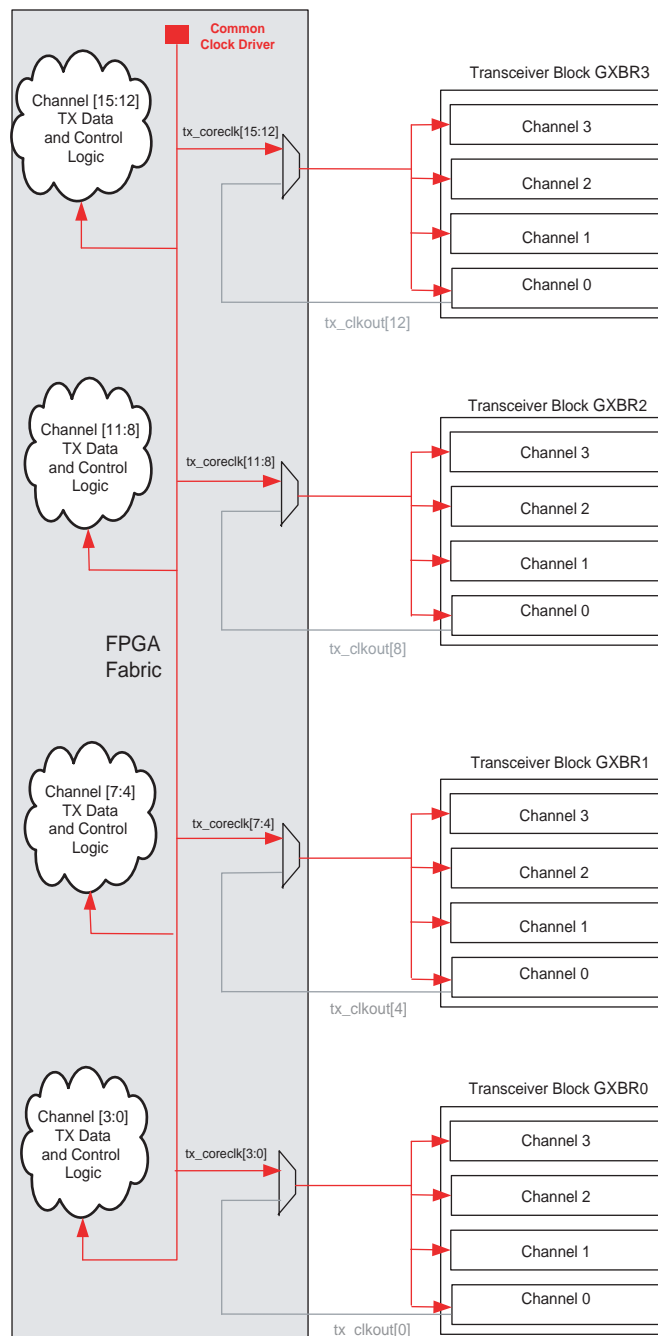 Common
Clock Driver
Transceiver Block GXBR3
Channel [15:12]
TX Data
and Control
Logic
tx_coreclk[15:12]
Channel 3
Channel 2
Channel 1
Channel 0
tx_clkout[12]
Transceiver Block GXBR2
Channel [11:8]
TX Data
and Control
Logic
tx_coreclk[11:8]
Channel 3
Channel 2
Channel 1
Channel 0
tx_clkout[8]
FPGA
Fabric
Transceiver Block GXBR1
Channel [7:4]
TX Data
and Control
Logic
tx_coreclk[7:4]
Channel 3
Channel 2
Channel 1
Channel 0
tx_clkout[4]
Transceiver Block GXBR0
Channel [3:0]
TX Data
and Control
Logic
tx_coreclk[3:0]
Channel 3
Channel 2
Channel 1
Channel 0
tx_clkout[0]